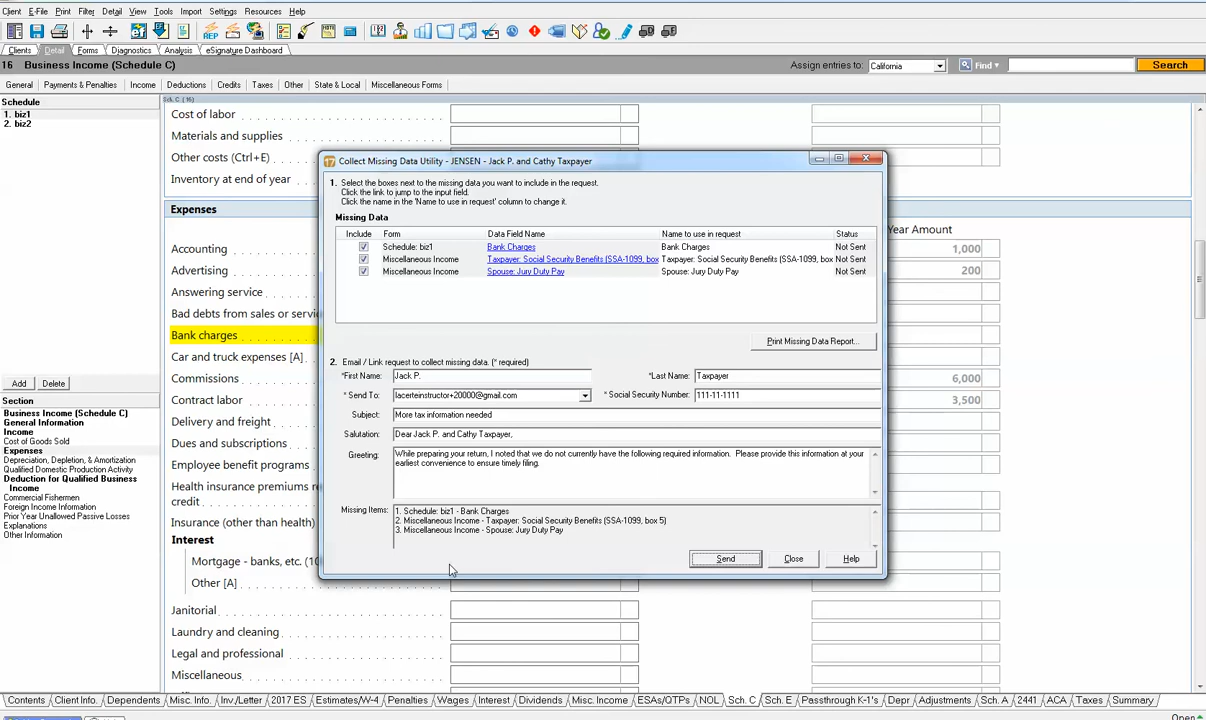 Client E-File Print Filter Detail View Tools Import Settings Resources Help
Clients Detail Forms Diagnostics Analysis eSignature Dashboard
16 Business Income (Schedule C) Assign entries to: California Find Search
General Payments & Penalties Income Deductions Credits Taxes Other State & Local Miscellaneous Forms
Schedule
1. biz1
2. biz2
Add Delete
Section
Business Income (Schedule C)
General Information
Income
Cost of Goods Sold
Expenses
Depreciation, Depletion, & Amortization
Qualified Domestic Production Activity
Deduction for Qualified Business
Income
Commercial Fishermen
Foreign Income Information
Prior Year Unallowed Passive Losses
Explanations
Other Information
Sch. C (16)
Cost of labor
Materials and supplies
Other costs (Ctrl+E)
Inventory at end of year
Expenses Year Amount
Accounting 1,000
Advertising 200
Answering service
Bad debts from sales or servi
Bank charges
Car and truck expenses [A]
Commissions 6,000
Contract labor 3,500
Delivery and freight
Dues and subscriptions
Employee benefit programs
Health insurance premiums r
credit
Insurance (other than health)
Interest
Mortgage - banks, etc. (10
Other [A]
Janitorial
Laundry and cleaning
Legal and professional
Miscellaneous
17 Collect Missing Data Utility - JENSEN - Jack P. and Cathy Taxpayer
1. Select the boxes next to the missing data you want to include in the request.
Click the link to jump to the input field.
Click the name in the 'Name to use in request' column to change it.
Missing Data
Include Form Data Field Name Name to use in request Status
Schedule: biz1 Bank Charges Bank Charges Not Sent
Miscellaneous Income Taxpayer: Social Security Benefits (SSA-1099, box Taxpayer: Social Security Benefits (SSA-1099, box Not Sent
Miscellaneous Income Spouse: Jury Duty Pay Spouse: Jury Duty Pay Not Sent
Print Missing Data Report...
2. Email / Link request to collect missing data. (* required)
*First Name: Jack P. *Last Name: Taxpayer
* Send To: lacerteinstructor+20000@gmail.com * Social Security Number: 111-11-1111
Subject: More tax information needed
Salutation: Dear Jack P. and Cathy Taxpayer,
Greeting: While preparing your return, I noted that we do not currently have the following required information. Please provide this information at your
earliest convenience to ensure timely filing.
Missing Items: 1. Schedule: biz1 - Bank Charges
2. Miscellaneous Income - Taxpayer: Social Security Benefits (SSA-1099, box 5)
3. Miscellaneous Income - Spouse: Jury Duty Pay
Send Close Help
Contents Client Info. Dependents Misc. Info. Inv./Letter 2017 ES Estimates/W-4 Penalties Wages Interest Dividends Misc. Income ESAs/QTPs NOL Sch. C Sch. E Passthrough K-1's Depr Adjustments Sch. A 2441 ACA Taxes Summary
Open